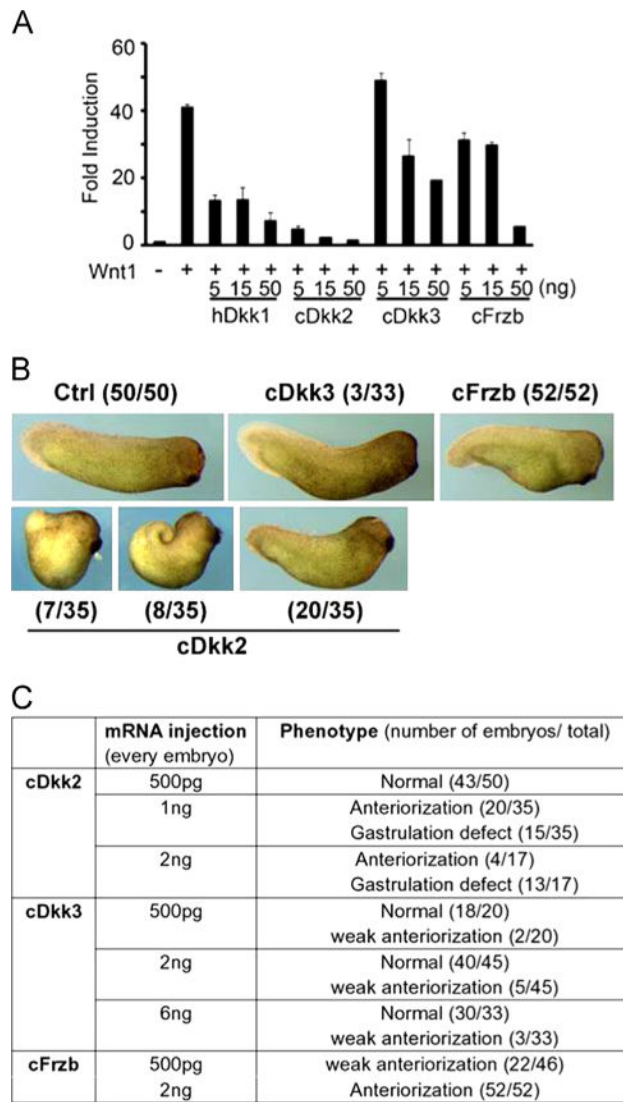 A
60
40
20
0
Fold Induction
Wnt1 - + + + + + + + + + + + + +
5 15 50 5 15 50 5 15 50 5 15 50 (ng)
hDkk1 cDkk2 cDkk3 cFrzb
B
Ctrl (50/50) cDkk3 (3/33) cFrzb (52/52)
(7/35) (8/35) (20/35)
cDkk2
C
mRNA injection Phenotype (number of embryos/ total)
(every embryo)
cDkk2 500pg Normal (43/50)
1ng Anteriorization (20/35)
Gastrulation defect (15/35)
2ng Anteriorization (4/17)
Gastrulation defect (13/17)
cDkk3 500pg Normal (18/20)
weak anteriorization (2/20)
2ng Normal (40/45)
weak anteriorization (5/45)
6ng Normal (30/33)
weak anteriorization (3/33)
cFrzb 500pg weak anteriorization (22/46)
2ng Anteriorization (52/52)